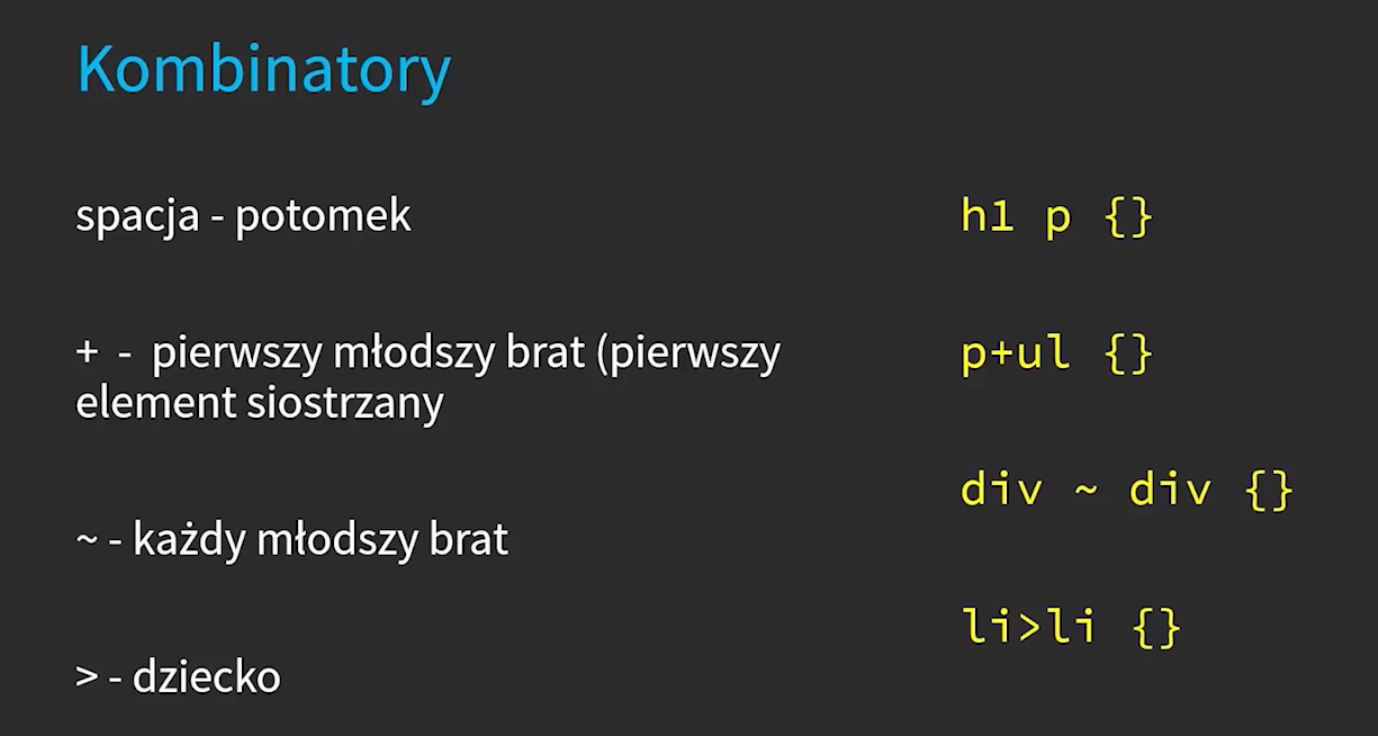 Kombinatory
spacja - potomek
h1 p {}
+ - pierwszy młodszy brat (pierwszy
element siostrzany
p+ul {}
~ - każdy młodszy brat
div ~ div {}
> - dziecko
li>li {}